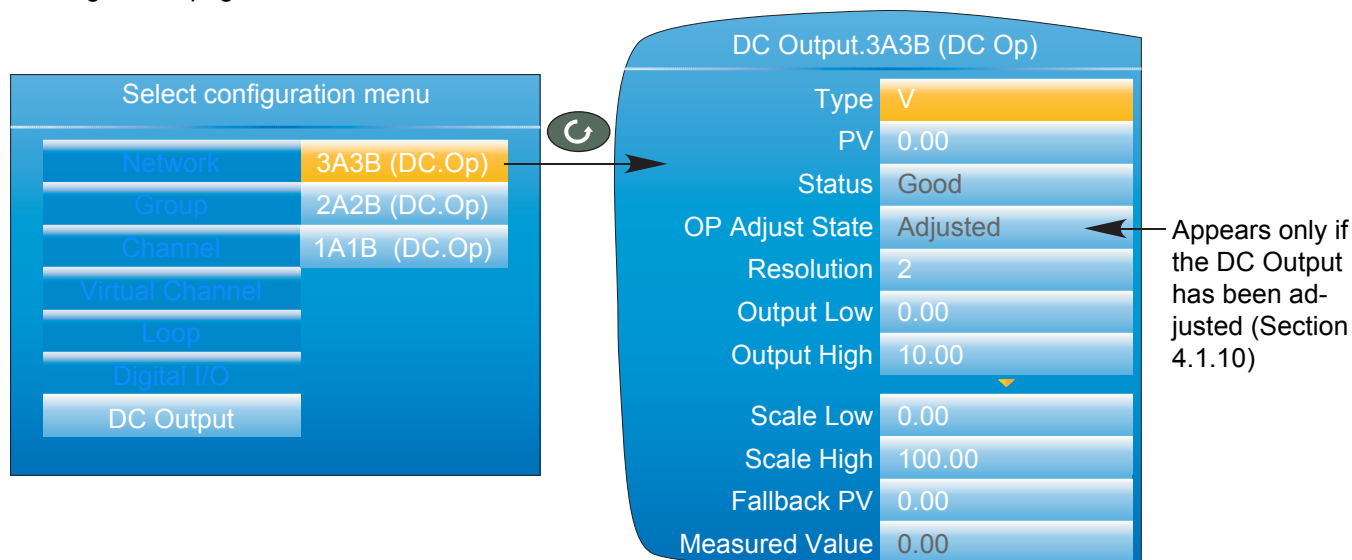 Select configuration menu
Network
3A3B (DC.Op)
Group
2A2B (DC.Op)
Channel
1A1B (DC.Op)
Virtual Channel
Loop
Digital I/O
DC Output
DC Output.3A3B (DC Op)
Type V
PV 0.00
Status Good
OP Adjust State Adjusted
Resolution 2
Output Low 0.00
Output High 10.00
Scale Low 0.00
Scale High 100.00
Fallback PV 0.00
Measured Value 0.00
Appears only if
the DC Output
has been ad-
justed (Section
4.1.10)